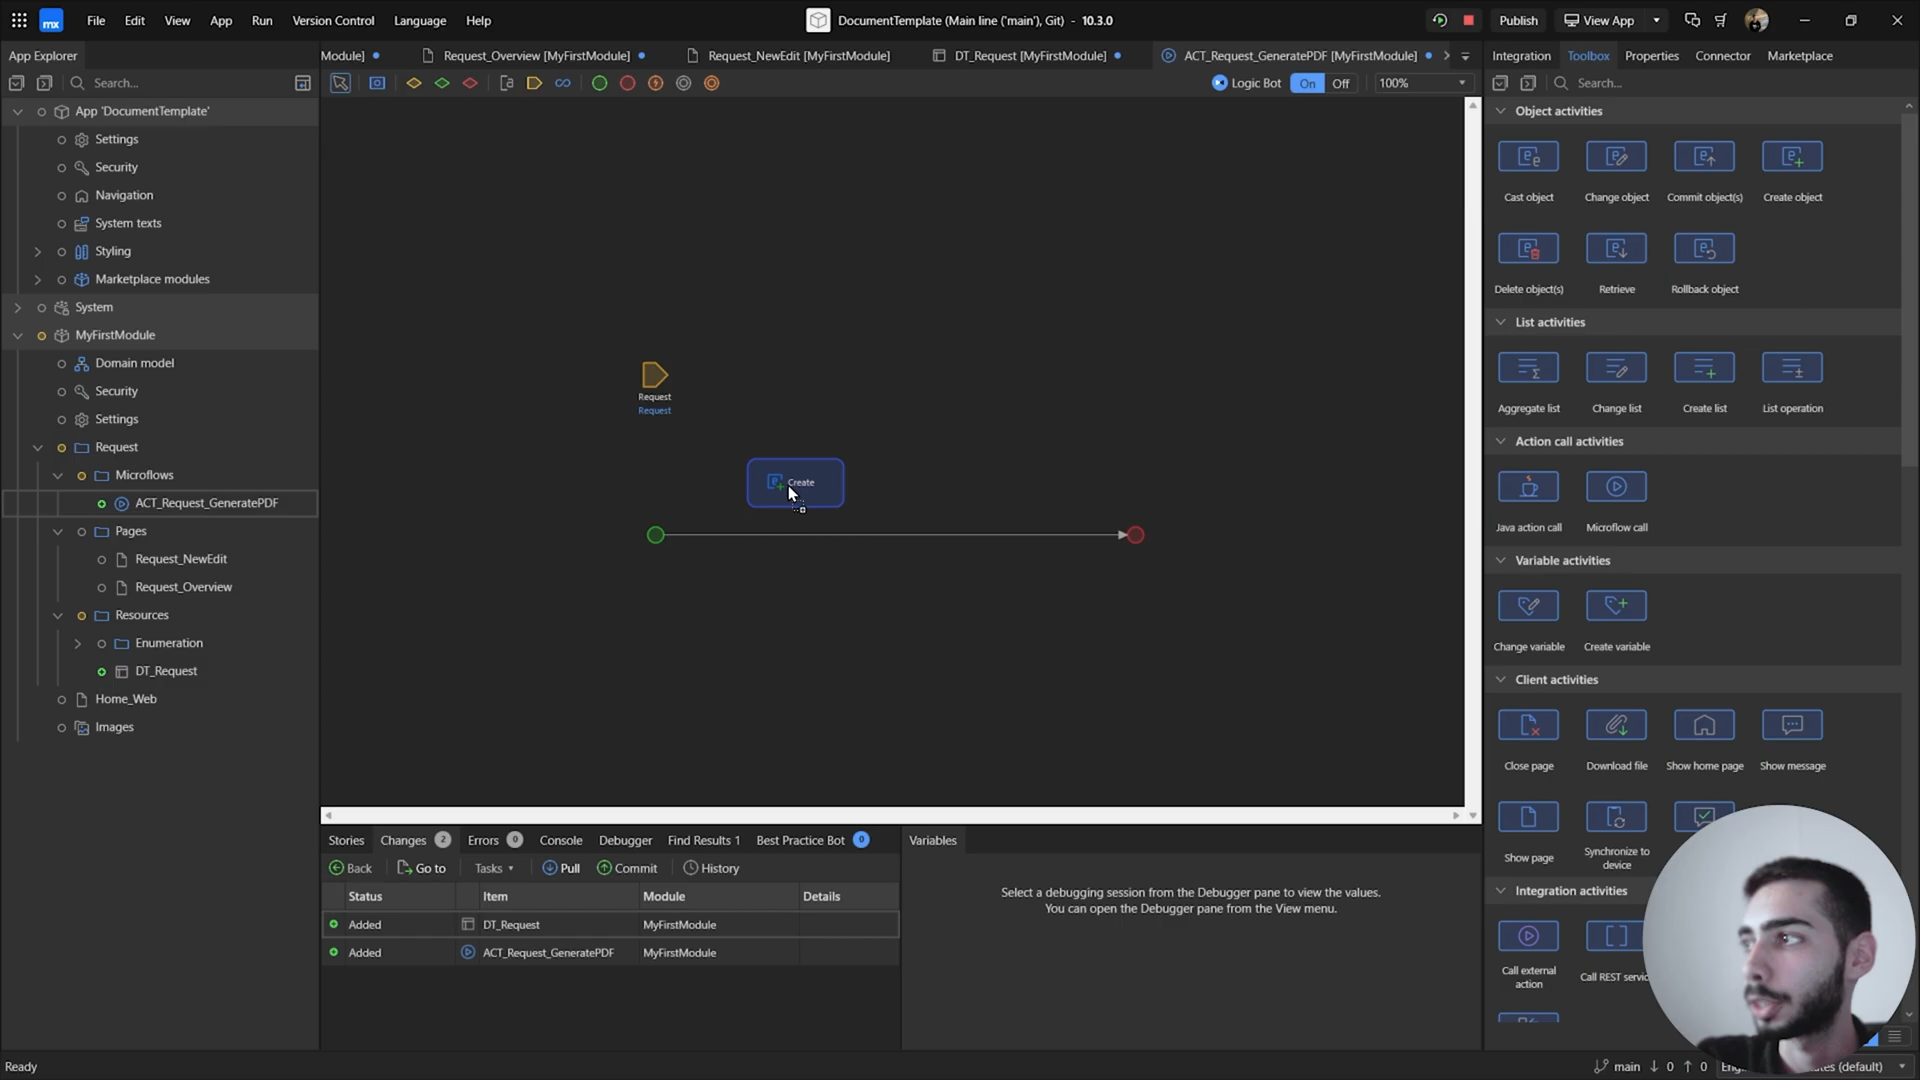 mx File Edit View App Run Version Control Language Help
DocumentTemplate (Main line ('main'), Git) - 10.3.0
Publish View App
App Explorer
Module] Request_Overview [MyFirstModule] Request_NewEdit [MyFirstModule] DT_Request [MyFirstModule] ACT_Request_GeneratePDF [MyFirstModule]
Integration Toolbox Properties Connector Marketplace
Search...
Logic Bot On Off 100%
Search...
App 'DocumentTemplate'
Settings
Security
Navigation
System texts
Styling
Marketplace modules
System
MyFirstModule
Domain model
Security
Settings
Request
Microflows
ACT_Request_GeneratePDF
Pages
Request_NewEdit
Request_Overview
Resources
Enumeration
DT_Request
Home_Web
Images
Request
Request
Create
Object activities
Cast object Change object Commit object(s) Create object
Delete object(s) Retrieve Rollback object
List activities
Aggregate list Change list Create list List operation
Action call activities
Java action call Microflow call
Variable activities
Change variable Create variable
Client activities
Close page Download file Show home page Show message
Show page Synchronize to device
Integration activities
Call external action
Stories Changes 2 Errors 0 Console Debugger Find Results 1 Best Practice Bot 0
Variables
Back Go to Tasks Pull Commit History
Status Item Module Details
Added DT_Request MyFirstModule
Added ACT_Request_GeneratePDF MyFirstModule
Select a debugging session from the Debugger pane to view the values.
You can open the Debugger pane from the View menu.
Ready
main 0 0
(default)